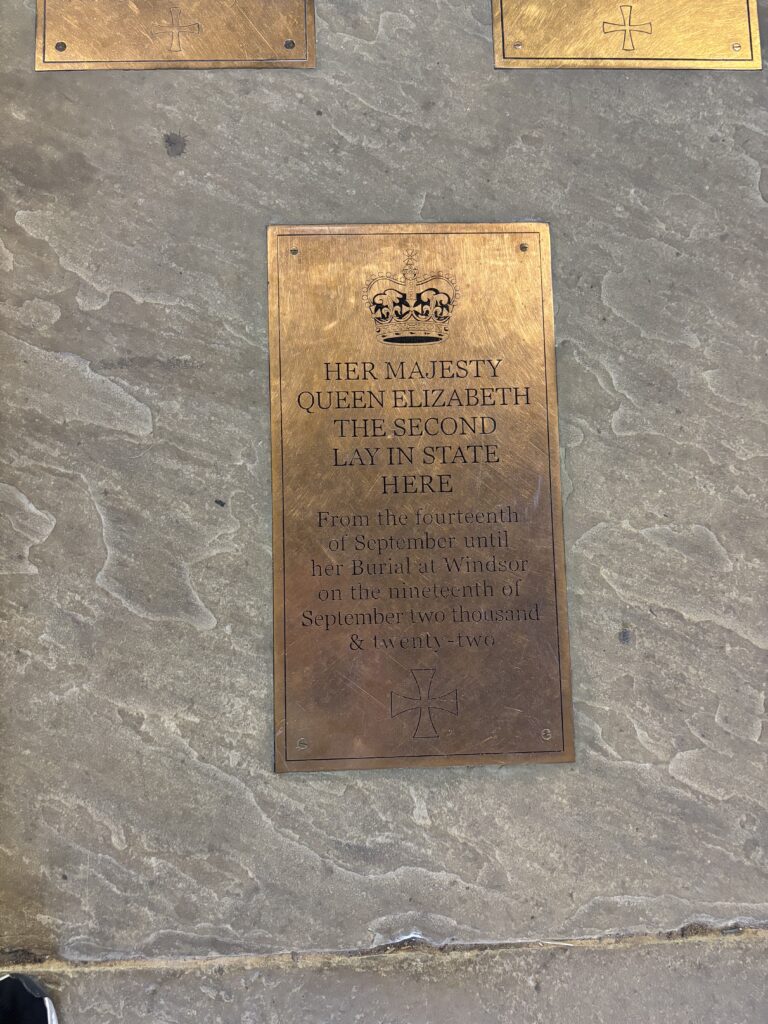 HER MAJESTY
QUEEN ELIZABETH
THE SECOND
LAY IN STATE
HERE
From the fourteenth
of September until
her Burial at Windsor
on the nineteenth of
September two thousand
& twenty-two